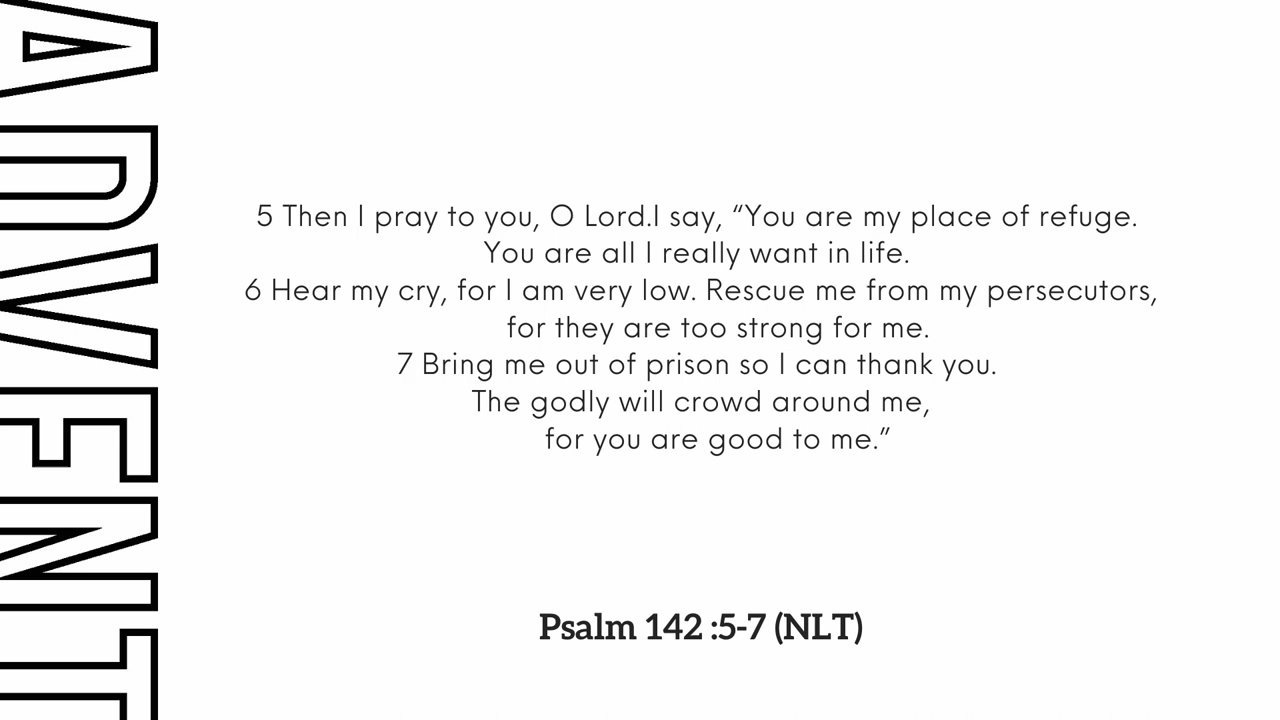 ADVENT
5 Then I pray to you, O Lord.I say, “You are my place of refuge.
You are all I really want in life.
6 Hear my cry, for I am very low. Rescue me from my persecutors,
for they are too strong for me.
7 Bring me out of prison so I can thank you.
The godly will crowd around me,
for you are good to me.”
Psalm 142 :5-7 (NLT)